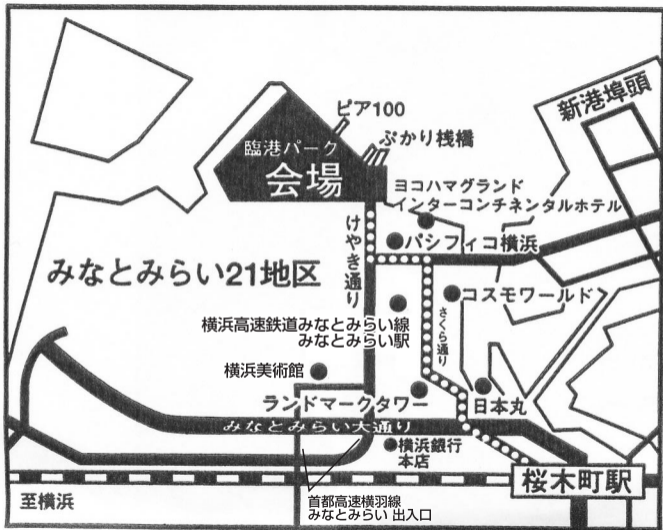 ピア100
ぷかり桟橋
新港埠頭
臨港パーク
会場
ヨコハマグランド
インターコンチネンタルホテル
パシフィコ横浜
けやき通り
みなとみらい21地区
コスモワールド
さくら通り
横浜高速鉄道みなとみらい線
みなとみらい駅
横浜美術館
ランドマークタワー
日本丸
みなとみらい大通り
横浜銀行
本店
桜木町駅
至横浜
首都高速横羽線
みなとみらい 出入口